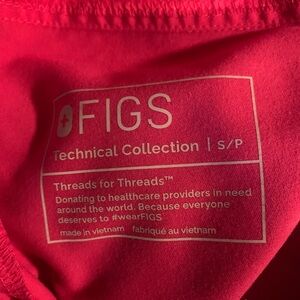 FIGS
Technical Collection | S/P
Threads for Threads™
Donating to healthcare providers in need
around the world. Because everyone
deserves to #wearFIGS
made in vietnam fabriqué au vietnam